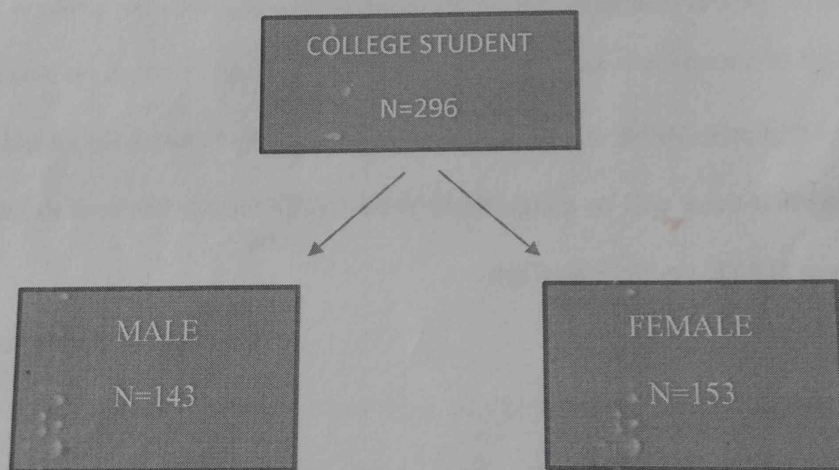 COLLEGE STUDENT
N=296
MALE
N=143
FEMALE
N=153